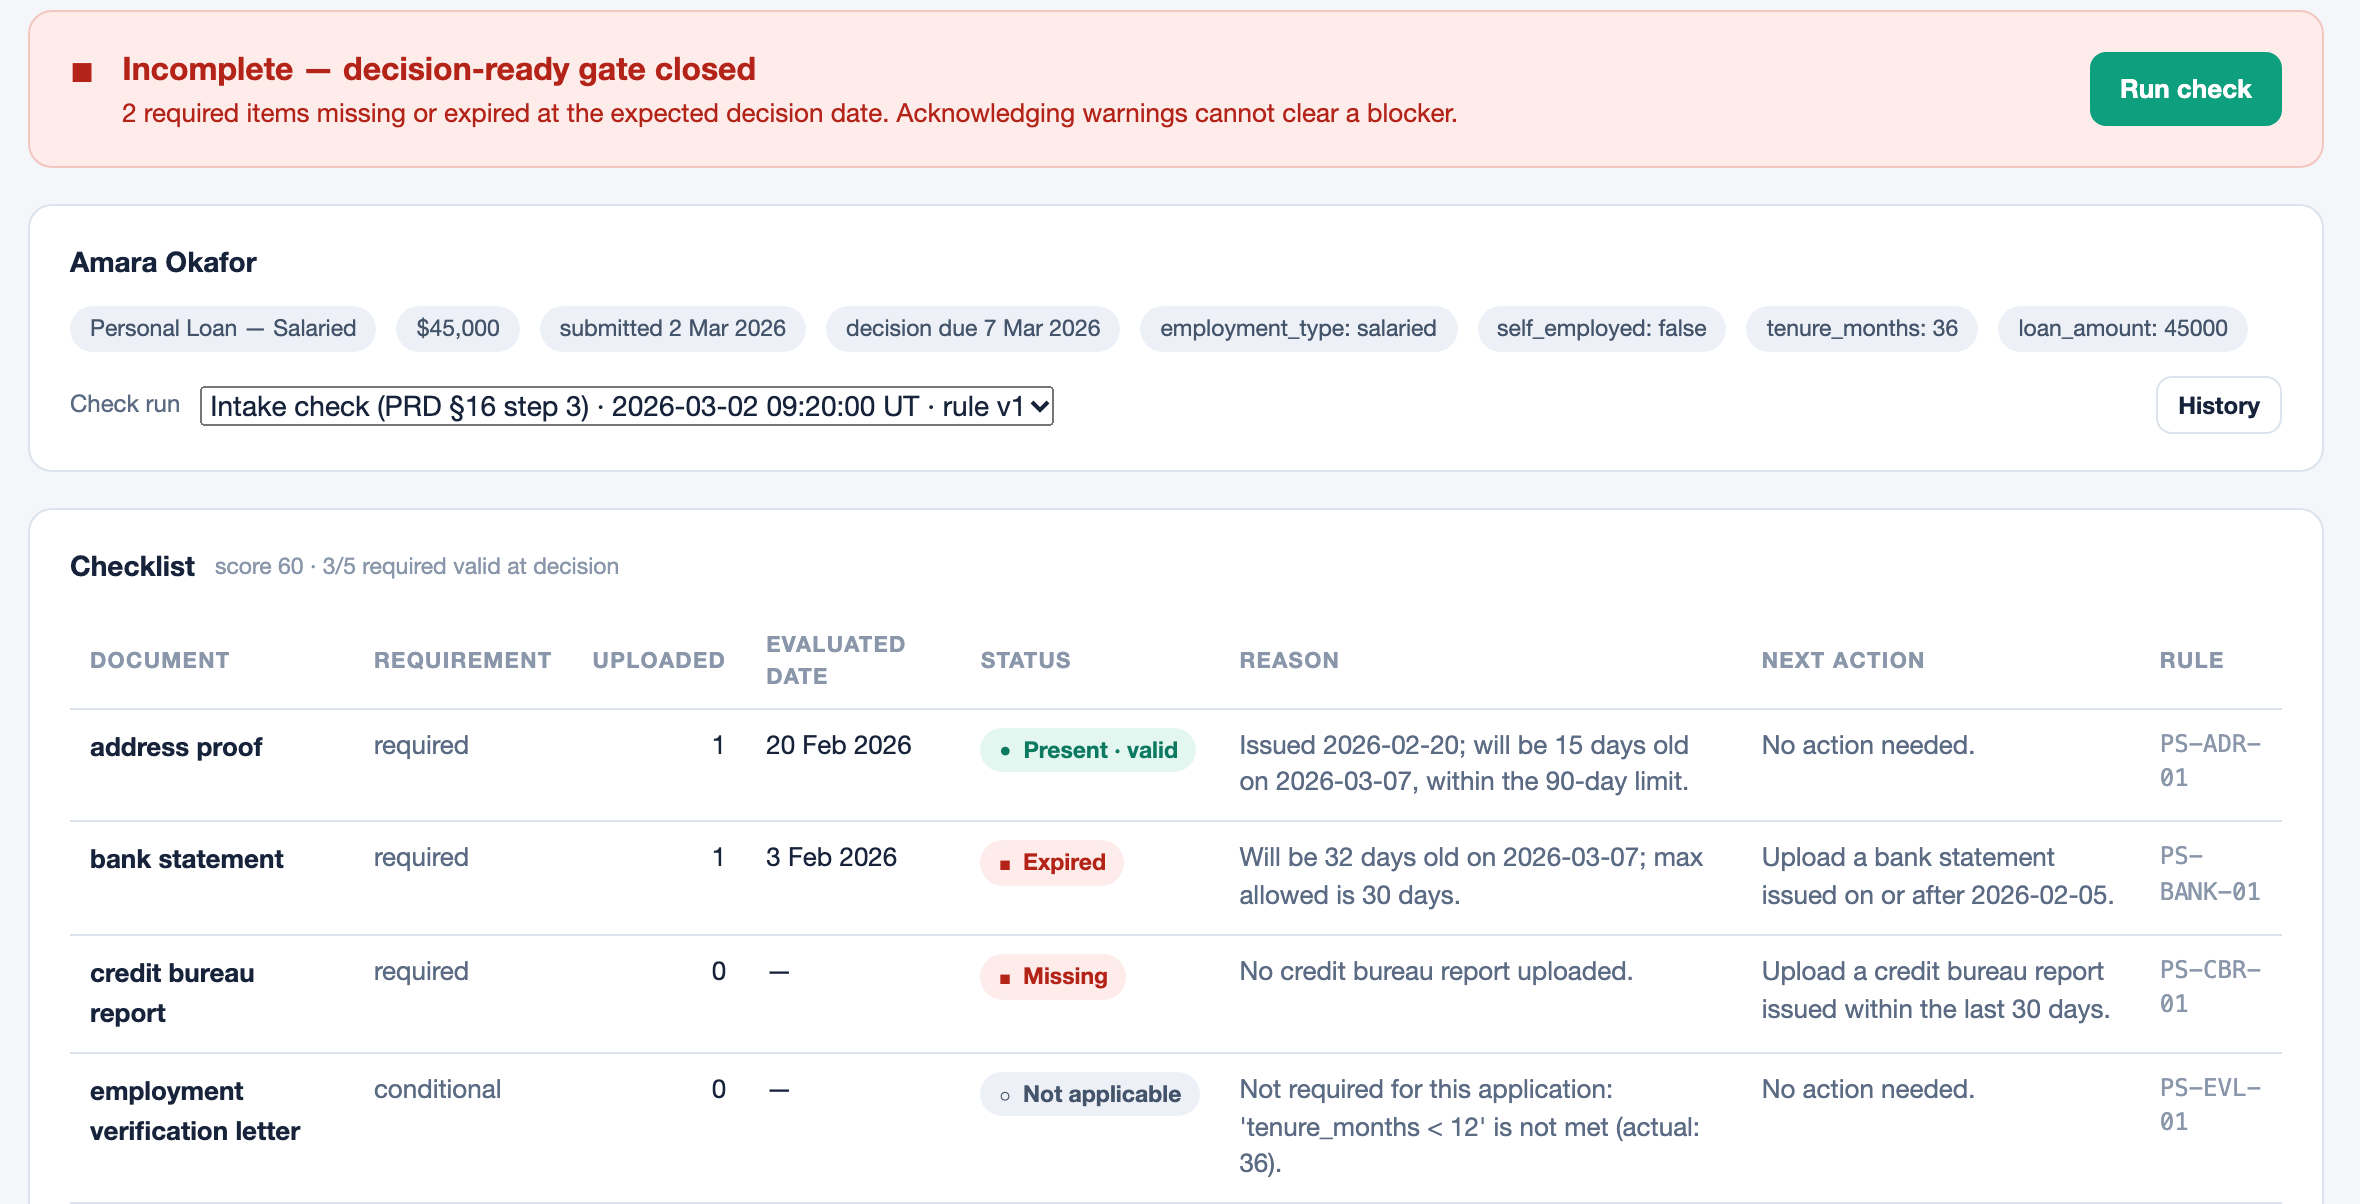 Incomplete — decision-ready gate closed
2 required items missing or expired at the expected decision date. Acknowledging warnings cannot clear a blocker.
Run check
Amara Okafor
Personal Loan — Salaried $45,000 submitted 2 Mar 2026 decision due 7 Mar 2026 employment_type: salaried self_employed: false tenure_months: 36 loan_amount: 45000
Check run Intake check (PRD §16 step 3) · 2026-03-02 09:20:00 UT · rule v1 History
Checklist score 60 · 3/5 required valid at decision
DOCUMENT REQUIREMENT UPLOADED EVALUATED DATE STATUS REASON NEXT ACTION RULE
address proof required 1 20 Feb 2026 Present · valid Issued 2026-02-20; will be 15 days old No action needed. PS-ADR-
on 2026-03-07, within the 90-day limit. 01
bank statement required 1 3 Feb 2026 Expired Will be 32 days old on 2026-03-07; max Upload a bank statement PS-
allowed is 30 days. issued on or after 2026-02-05. BANK-01
credit bureau required 0 — Missing No credit bureau report uploaded. Upload a credit bureau report PS-CBR-
report issued within the last 30 days. 01
employment conditional 0 — Not applicable Not required for this application: No action needed. PS-EVL-
verification letter 'tenure_months < 12' is not met (actual: 01
36).